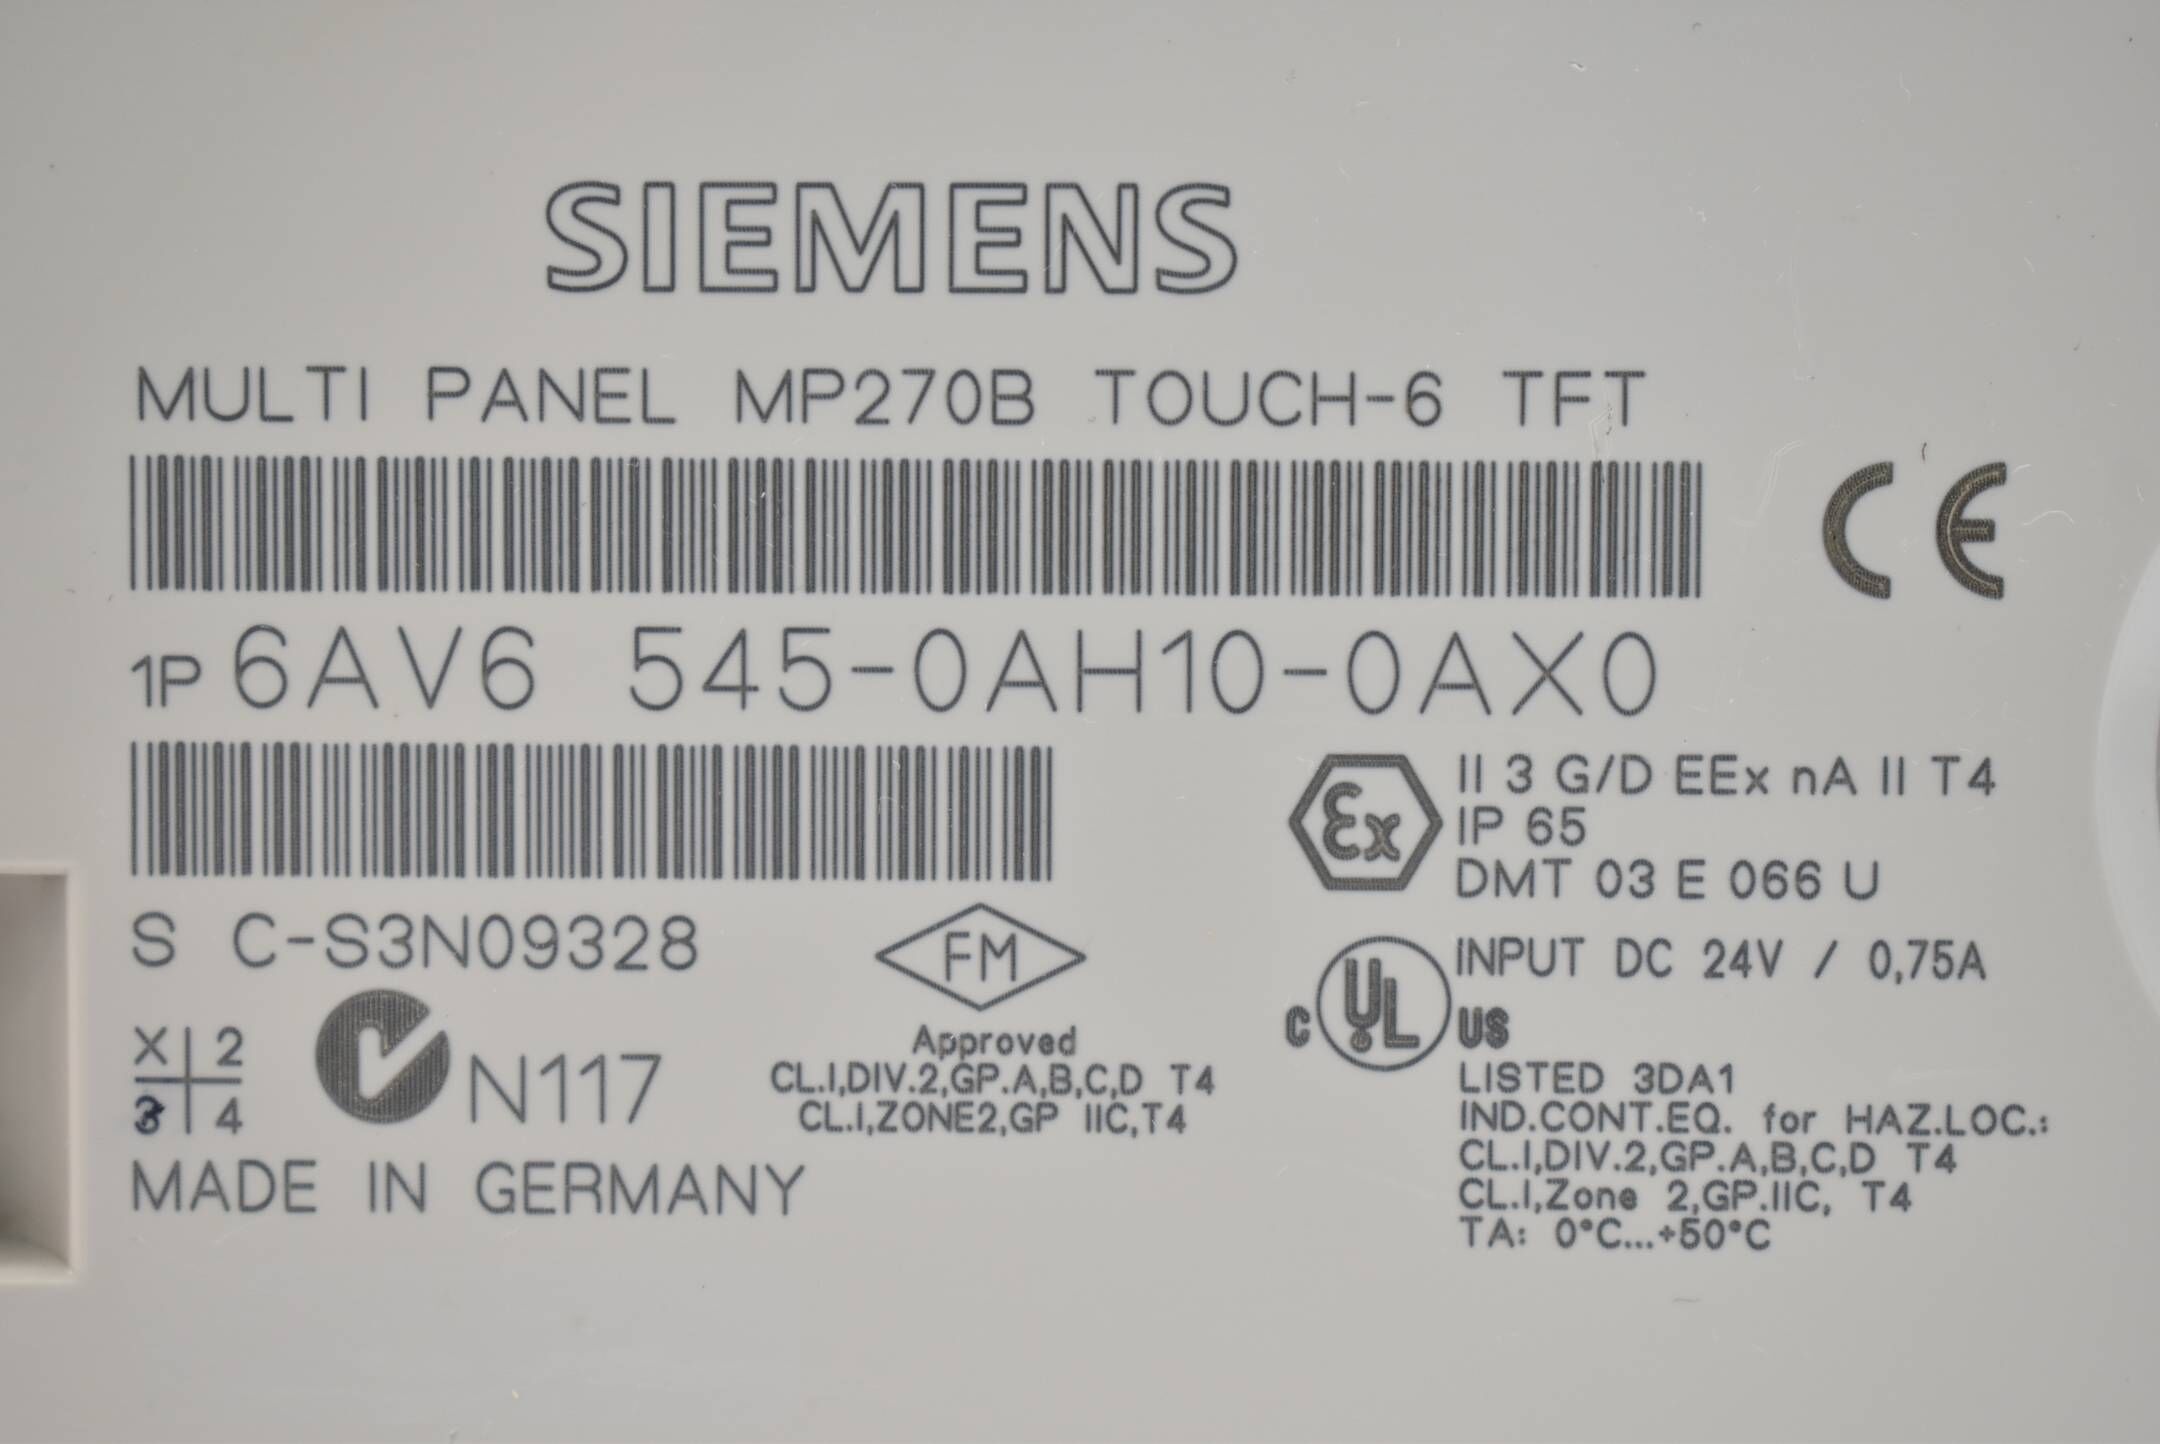 SIEMENS
MULTI PANEL MP270B TOUCH-6 TFT
CE
1P 6AV6 545-0AH10-0AX0
Ex II 3 G/D EEx nA II T4
IP 65
DMT 03 E 066 U
S C-S3N09328
FM
Approved
CL.I,DIV.2,GP.A,B,C,D T4
CL.I,ZONE2,GP IIC,T4
INPUT DC 24V / 0,75A
C UL US
LISTED 3DA1
IND.CONT.EQ. for HAZ.LOC.:
CL.I,DIV.2,GP.A,B,C,D T4
CL.I,Zone 2,GP.IIC, T4
TA: 0°C...+50°C
X 2
3 4
N117
MADE IN GERMANY